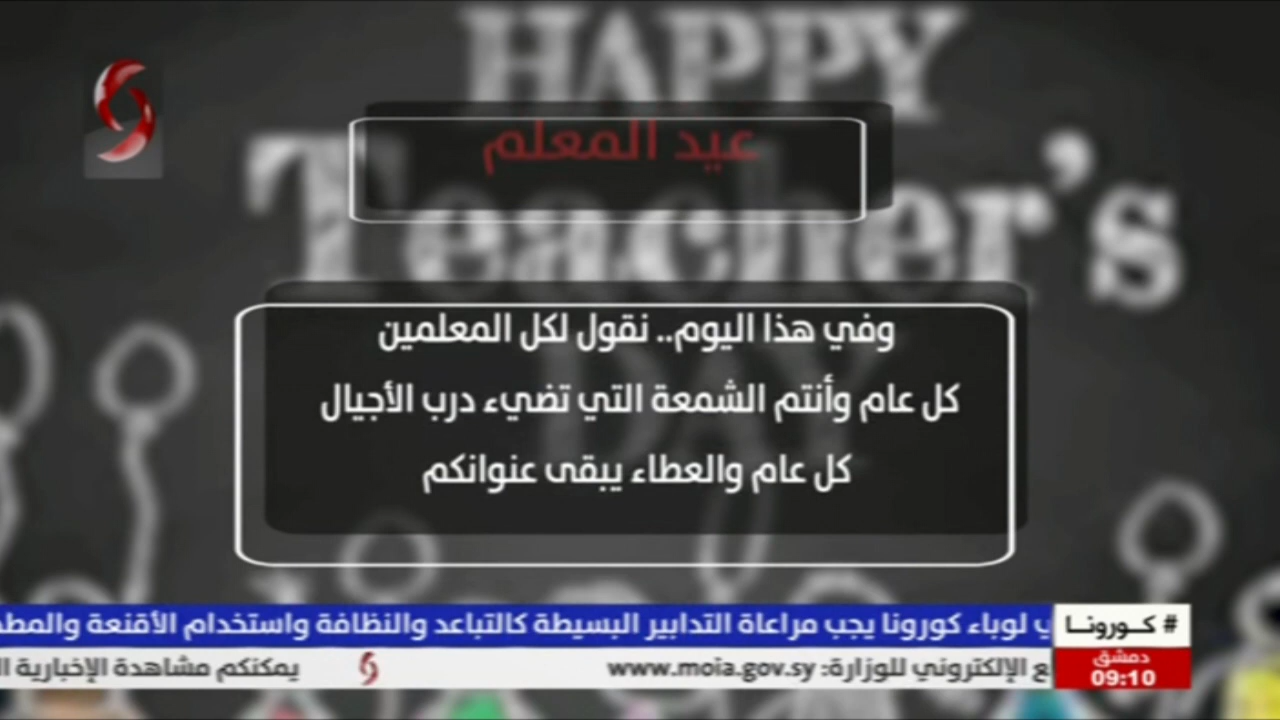 HAPPY
عيد المعلم
Teacher's
وفي هذا اليوم.. نقول لكل المعلمين
كل عام وأنتم الشمعة التي تضيء درب الأجيال
DAY
كل عام والعطاء يبقى عنوانكم
# كورونا
لوباء كورونا يجب مراعاة التدابير البسيطة كالتباعد والنظافة واستخدام الأقنعة
دمشق
09:10
الإلكتروني للوزارة: www.moia.gov.sy
يمكنكم مشاهدة الإخبارية